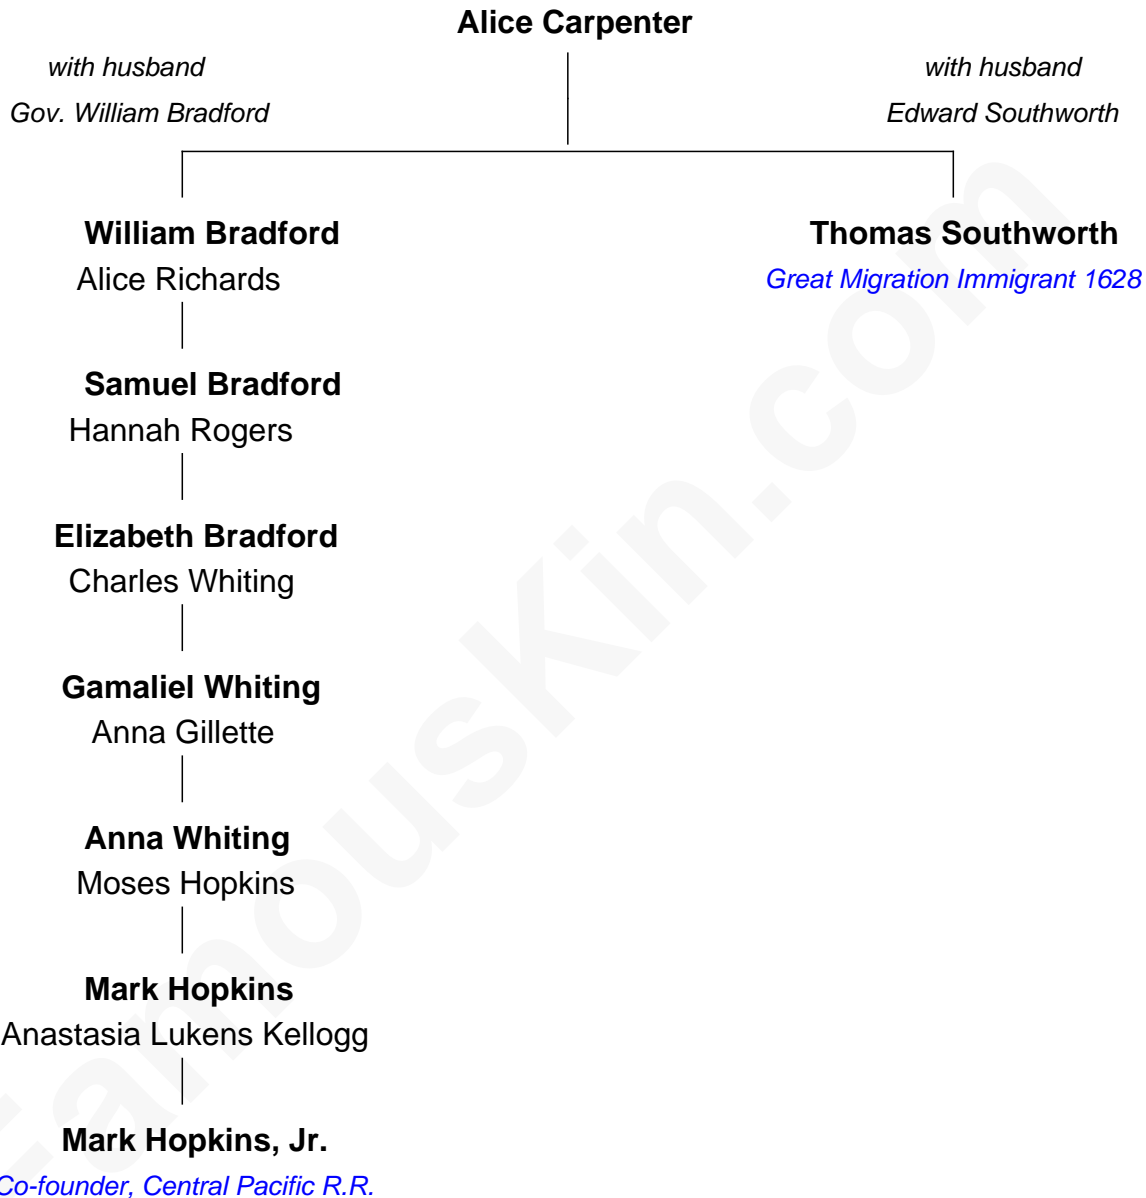 Alice Carpenter
with husband
Gov. William Bradford
with husband
Edward Southworth
William Bradford
Alice Richards
Thomas Southworth
Great Migration Immigrant 1628
Samuel Bradford
Hannah Rogers
Elizabeth Bradford
Charles Whiting
Gamaliel Whiting
Anna Gillette
Anna Whiting
Moses Hopkins
Mark Hopkins
Anastasia Lukens Kellogg
Mark Hopkins, Jr.
Co-founder, Central Pacific R.R.
FamousKin.com